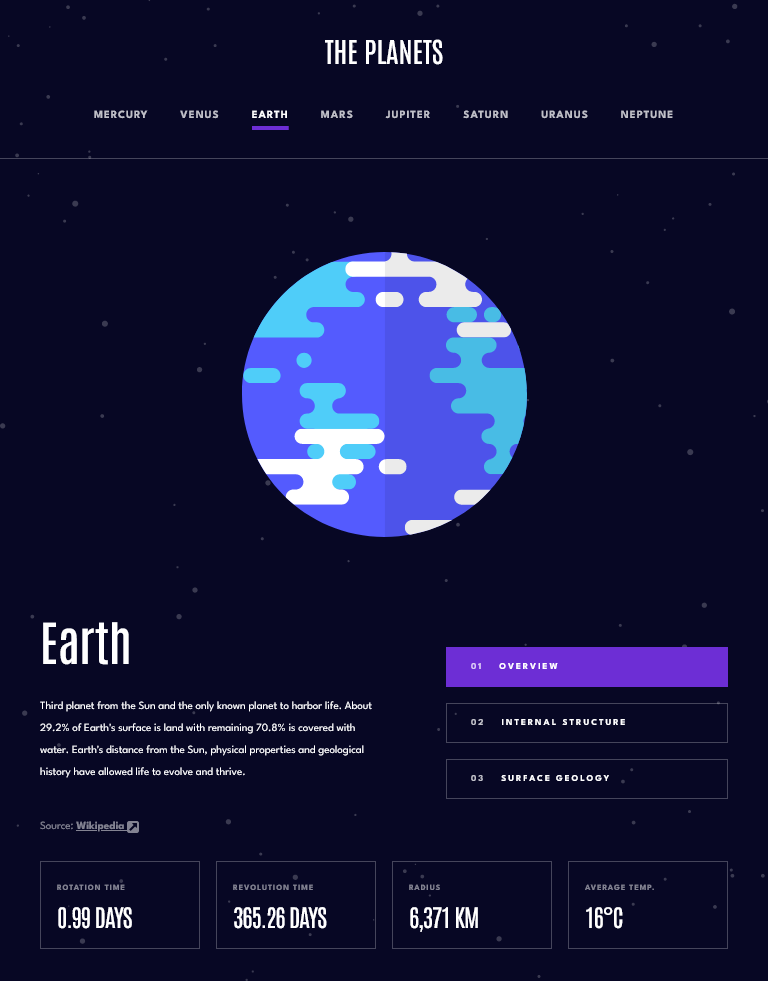 THE PLANETS
MERCURY VENUS EARTH MARS JUPITER SATURN URANUS NEPTUNE
Earth
Third planet from the Sun and the only known planet to harbor life. About
29.2% of Earth's surface is land with remaining 70.8% is covered with
water. Earth's distance from the Sun, physical properties and geological
history have allowed life to evolve and thrive.
Source: Wikipedia
01 OVERVIEW
02 INTERNAL STRUCTURE
03 SURFACE GEOLOGY
ROTATION TIME
0.99 DAYS
REVOLUTION TIME
365.26 DAYS
RADIUS
6,371 KM
AVERAGE TEMP.
16°C